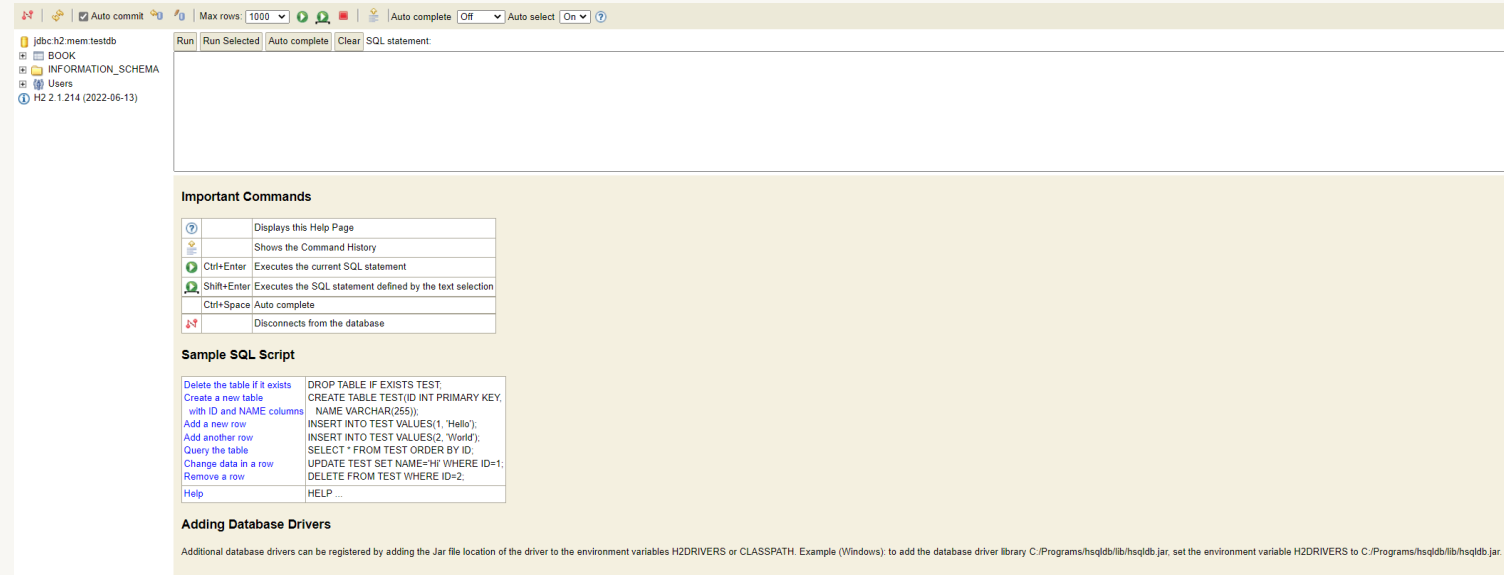 Auto commit Max rows: 1000 Auto complete Off Auto select On
jdbc:h2:mem:testdb
BOOK
INFORMATION_SCHEMA
Users
H2 2.1.214 (2022-06-13)
Run Run Selected Auto complete Clear SQL statement:
Important Commands
Displays this Help Page
Shows the Command History
Ctrl+Enter Executes the current SQL statement
Shift+Enter Executes the SQL statement defined by the text selection
Ctrl+Space Auto complete
Disconnects from the database
Sample SQL Script
Delete the table if it exists DROP TABLE IF EXISTS TEST;
Create a new table CREATE TABLE TEST(ID INT PRIMARY KEY,
with ID and NAME columns NAME VARCHAR(255));
Add a new row INSERT INTO TEST VALUES(1, 'Hello');
Add another row INSERT INTO TEST VALUES(2, 'World');
Query the table SELECT * FROM TEST ORDER BY ID;
Change data in a row UPDATE TEST SET NAME='Hi' WHERE ID=1;
Remove a row DELETE FROM TEST WHERE ID=2;
Help HELP ...
Adding Database Drivers
Additional database drivers can be registered by adding the Jar file location of the driver to the environment variables H2DRIVERS or CLASSPATH. Example (Windows): to add the database driver library C:/Programs/hsqldb/lib/hsqldb.jar, set the environment variable H2DRIVERS to C:/Programs/hsqldb/lib/hsqldb.jar.